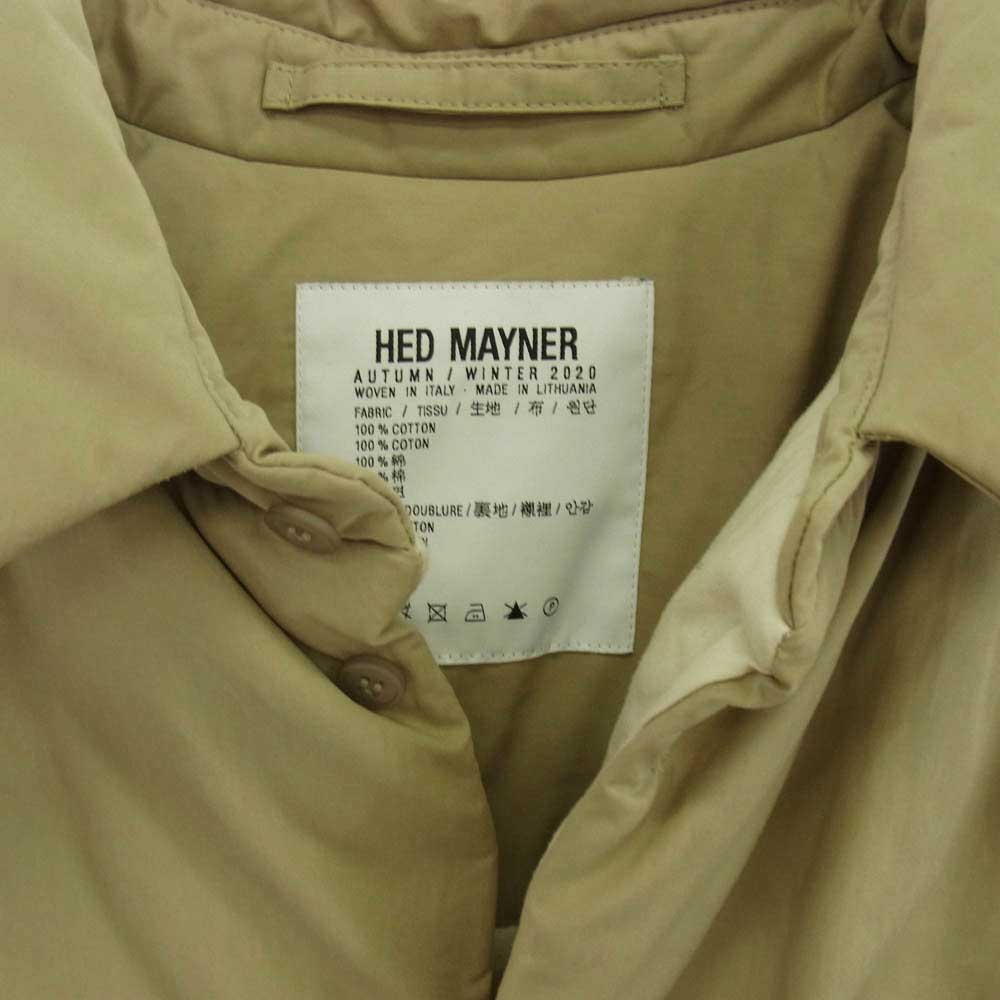 HED MAYNER
AUTUMN / WINTER 2020
WOVEN IN ITALY · MADE IN LITHUANIA
FABRIC / TISSU / 生地 / 布 / 원단
100 % COTTON
100 % COTON
100 % 綿
% 棉
DOUBLURE / 裏地 / 襯裡 / 안감
P